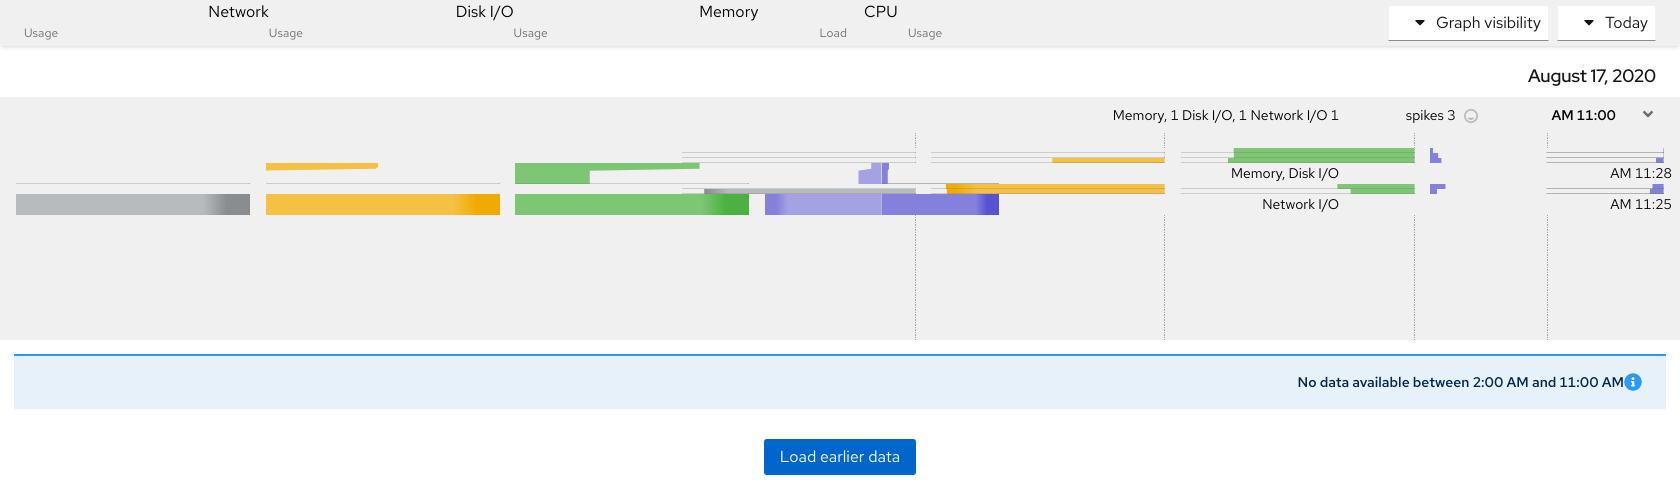 Network Disk I/O Memory CPU
Usage Usage Usage Load Usage
Graph visibility Today
August 17, 2020
Memory, 1 Disk I/O, 1 Network I/O 1 spikes 3 AM 11:00
Memory, Disk I/O AM 11:28
Network I/O AM 11:25
No data available between 2:00 AM and 11:00 AM
Load earlier data